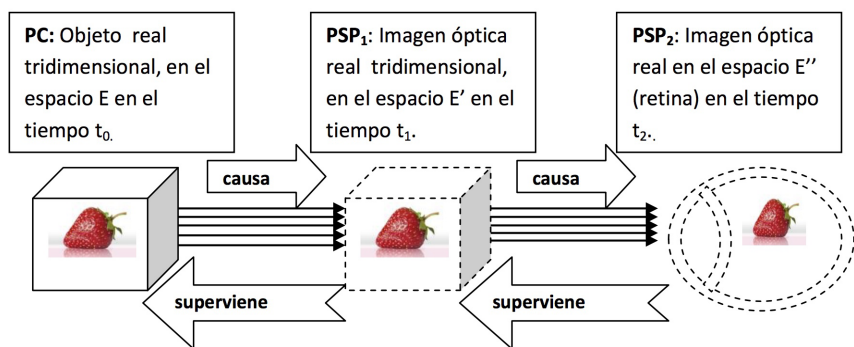 PC: Objeto real
tridimensional, en el
espacio E en el
tiempo t₀.
PSP₁: Imagen óptica
real tridimensional,
en el espacio E’ en el
tiempo t₁.
PSP₂: Imagen óptica
real en el espacio E’’
(retina) en el tiempo
t₂..
causa
causa
superviene
superviene